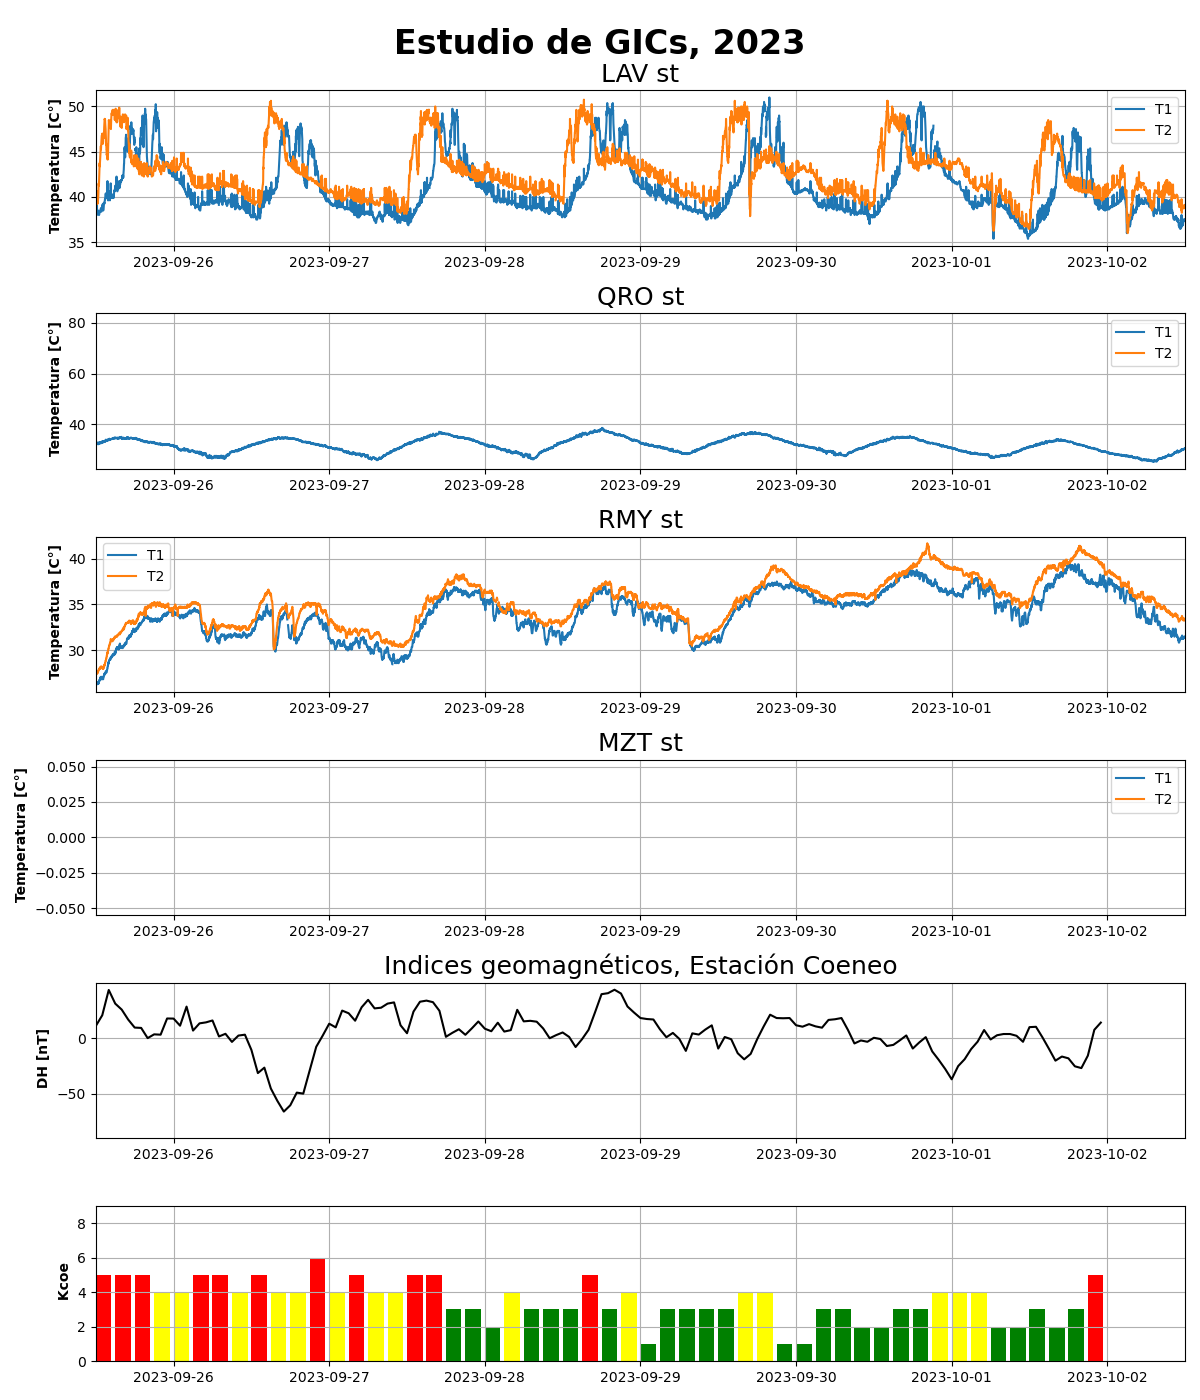 Estudio de GICs, 2023
LAV st
Temperatura [C°]
50
45
40
35
T1
T2
2023-09-26 2023-09-27 2023-09-28 2023-09-29 2023-09-30 2023-10-01 2023-10-02
QRO st
Temperatura [C°]
80
60
40
T1
T2
2023-09-26 2023-09-27 2023-09-28 2023-09-29 2023-09-30 2023-10-01 2023-10-02
RMY st
Temperatura [C°]
40
35
30
T1
T2
2023-09-26 2023-09-27 2023-09-28 2023-09-29 2023-09-30 2023-10-01 2023-10-02
MZT st
Temperatura [C°]
0.050
0.025
0.000
−0.025
−0.050
T1
T2
2023-09-26 2023-09-27 2023-09-28 2023-09-29 2023-09-30 2023-10-01 2023-10-02
Indices geomagnéticos, Estación Coeneo
DH [nT]
0
−50
2023-09-26 2023-09-27 2023-09-28 2023-09-29 2023-09-30 2023-10-01 2023-10-02
Kcoe
8
6
4
2
0
2023-09-26 2023-09-27 2023-09-28 2023-09-29 2023-09-30 2023-10-01 2023-10-02